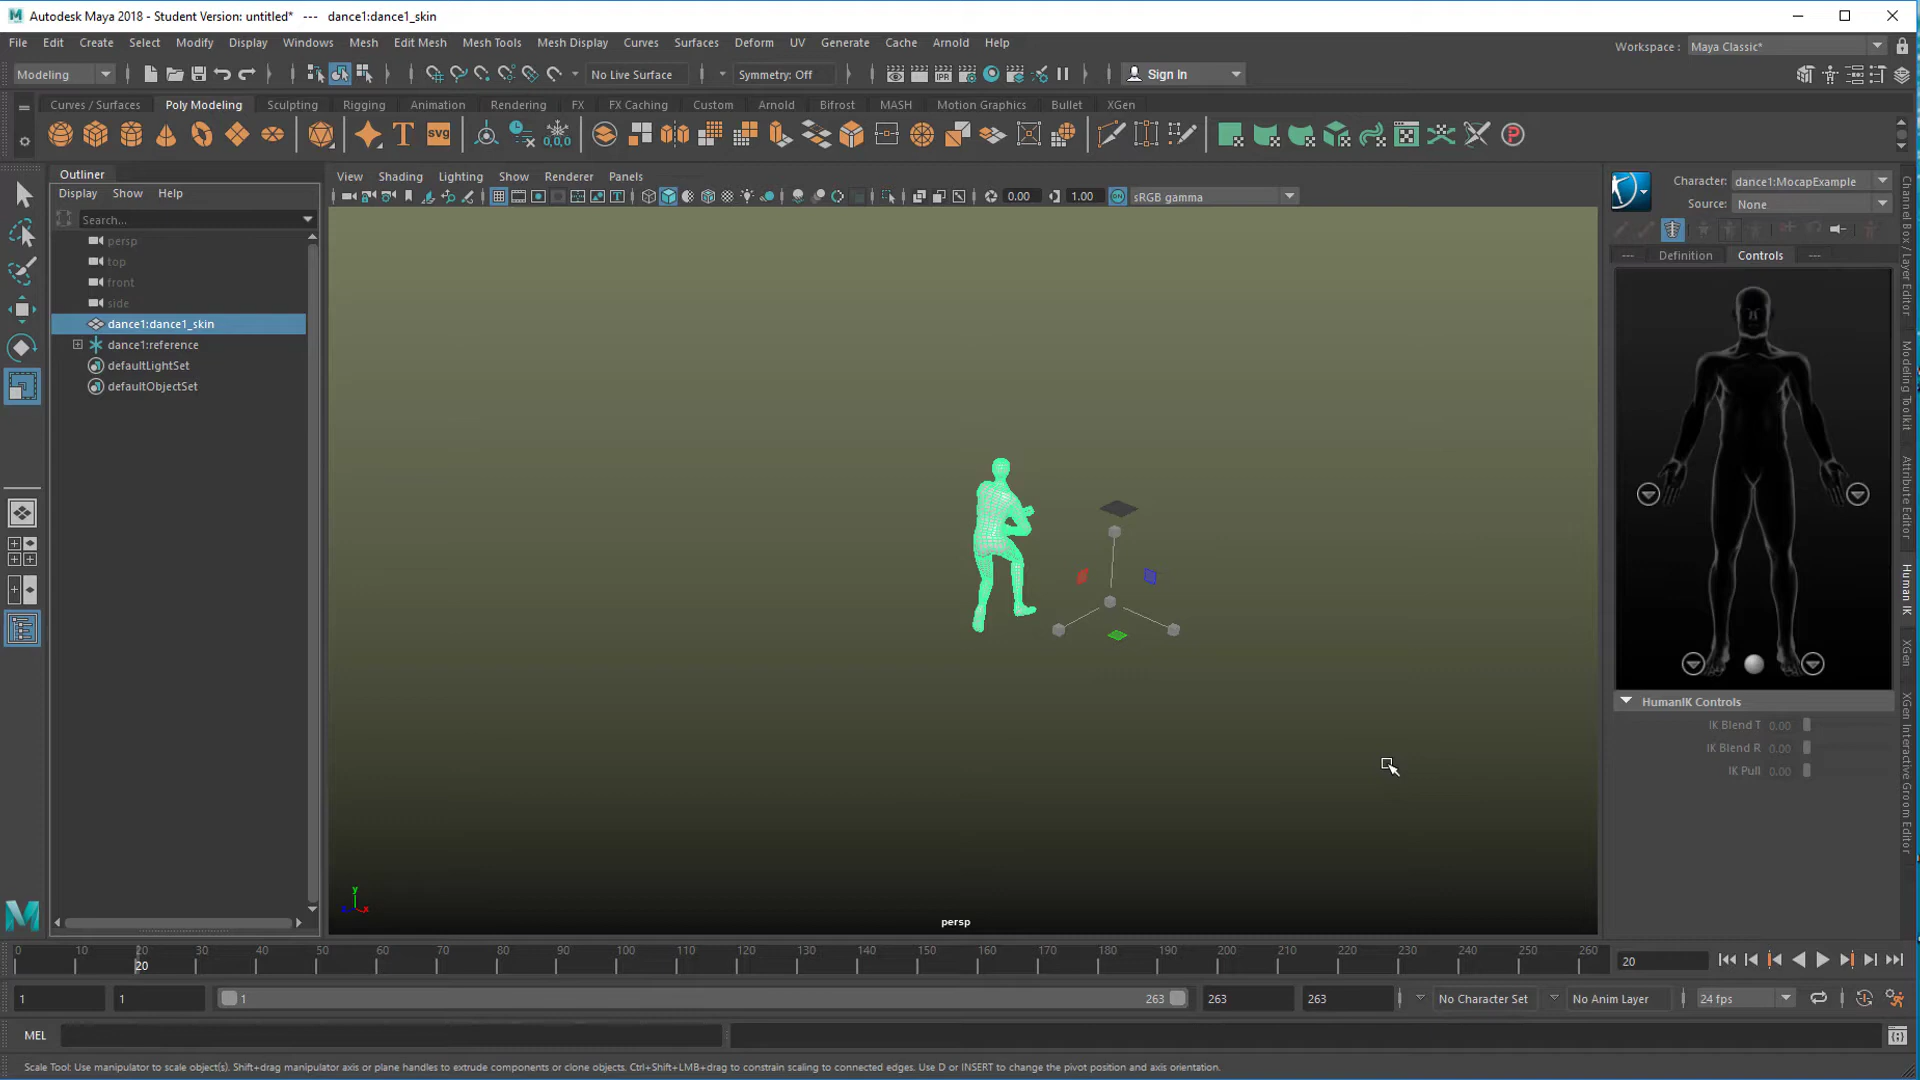 Autodesk Maya 2018 - Student Version: untitled*   ---   dance1:dance1_skin
File Edit Create Select Modify Display Windows Mesh Edit Mesh Mesh Tools Mesh Display Curves Surfaces Deform UV Generate Cache Arnold Help
Workspace : Maya Classic*
Modeling No Live Surface Symmetry: Off Sign In
Curves / Surfaces Poly Modeling Sculpting Rigging Animation Rendering FX FX Caching Custom Arnold Bifrost MASH Motion Graphics Bullet XGen
T SVG 0,0,0
Outliner
Display Show Help
Search...
persp
top
front
side
dance1:dance1_skin
dance1:reference
defaultLightSet
defaultObjectSet
View Shading Lighting Show Renderer Panels
0.00 1.00 sRGB gamma
y
x
persp
Character: dance1:MocapExample
Source: None
--- Definition Controls ---
HumanIK Controls
IK Blend T 0.00
IK Blend R 0.00
IK Pull 0.00
Channel Box / Layer Editor
Modeling Toolkit
Attribute Editor
Human IK
XGen
XGen Interactive Groom Editor
0 10 20 30 40 50 60 70 80 90 100 110 120 130 140 150 160 170 180 190 200 210 220 230 240 250 260
20
20
1 1 1 263 263 263 No Character Set No Anim Layer 24 fps
MEL
Scale Tool: Use manipulator to scale object(s). Shift+drag manipulator axis or plane handles to extrude components or clone objects. Ctrl+Shift+LMB+drag to constrain scaling to connected edges. Use D or INSERT to change the pivot position and axis orientation.